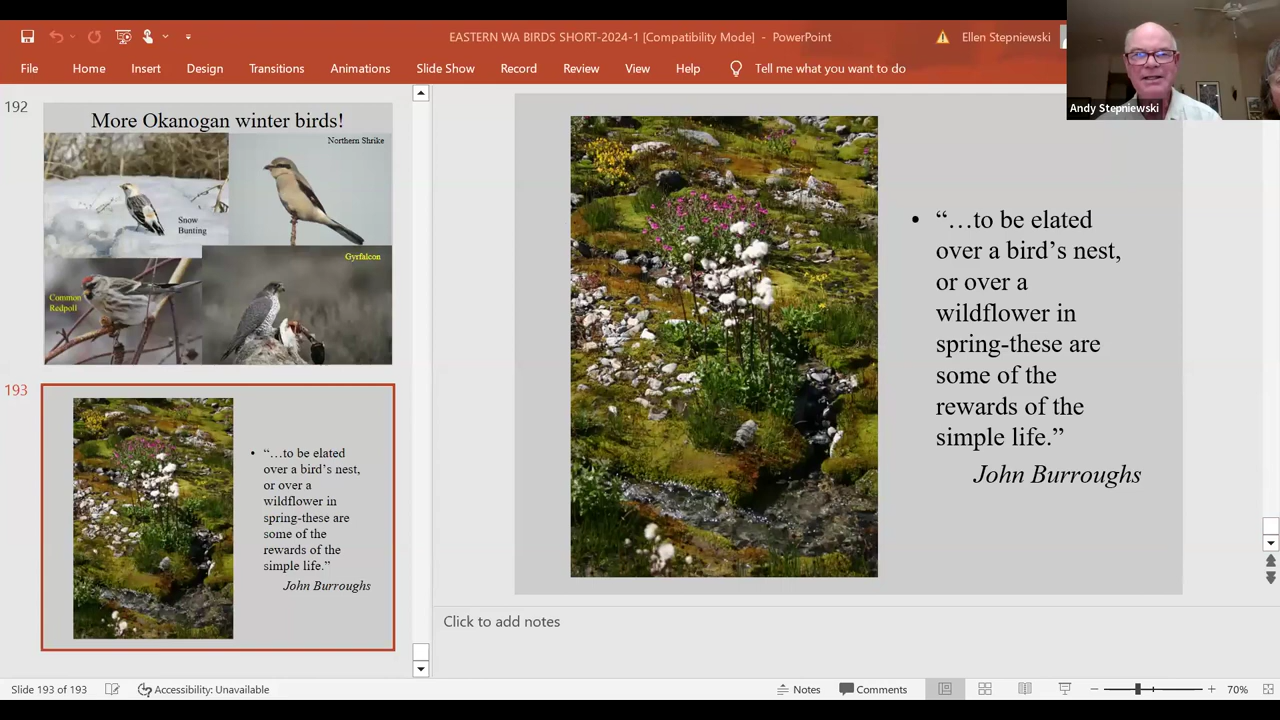 EASTERN WA BIRDS SHORT-2024-1 [Compatibility Mode] - PowerPoint
Ellen Stepniewski
File Home Insert Design Transitions Animations Slide Show Record Review View Help Tell me what you want to do
Andy Stepniewski
192
More Okanogan winter birds!
Northern Shrike
Snow
Bunting
Gyrfalcon
Common
Redpoll
193
• “…to be elated
over a bird’s nest,
or over a
wildflower in
spring-these are
some of the
rewards of the
simple life.”
John Burroughs
• “…to be elated
over a bird’s nest,
or over a
wildflower in
spring-these are
some of the
rewards of the
simple life.”
John Burroughs
Click to add notes
Slide 193 of 193 Accessibility: Unavailable Notes Comments 70%